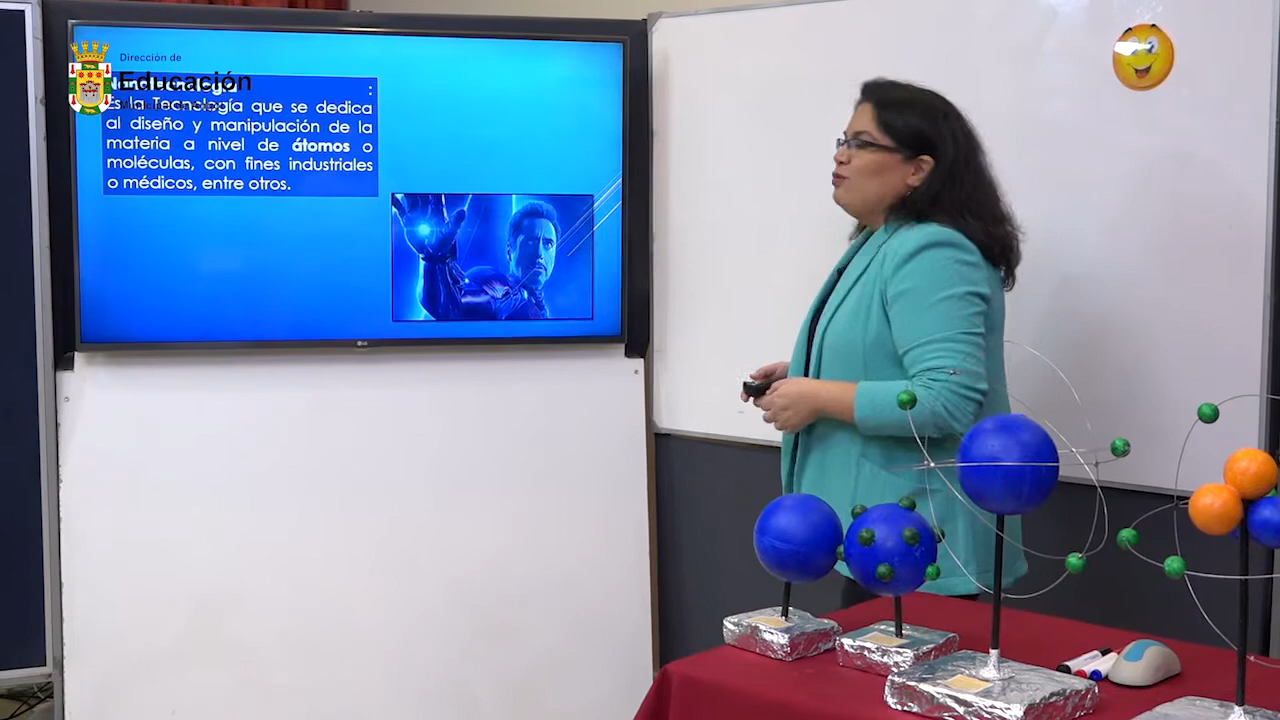 Dirección de
Educación
:
Es la Tecnología que se dedica
al diseño y manipulación de la
materia a nivel de átomos o
moléculas, con fines industriales
o médicos, entre otros.
LG